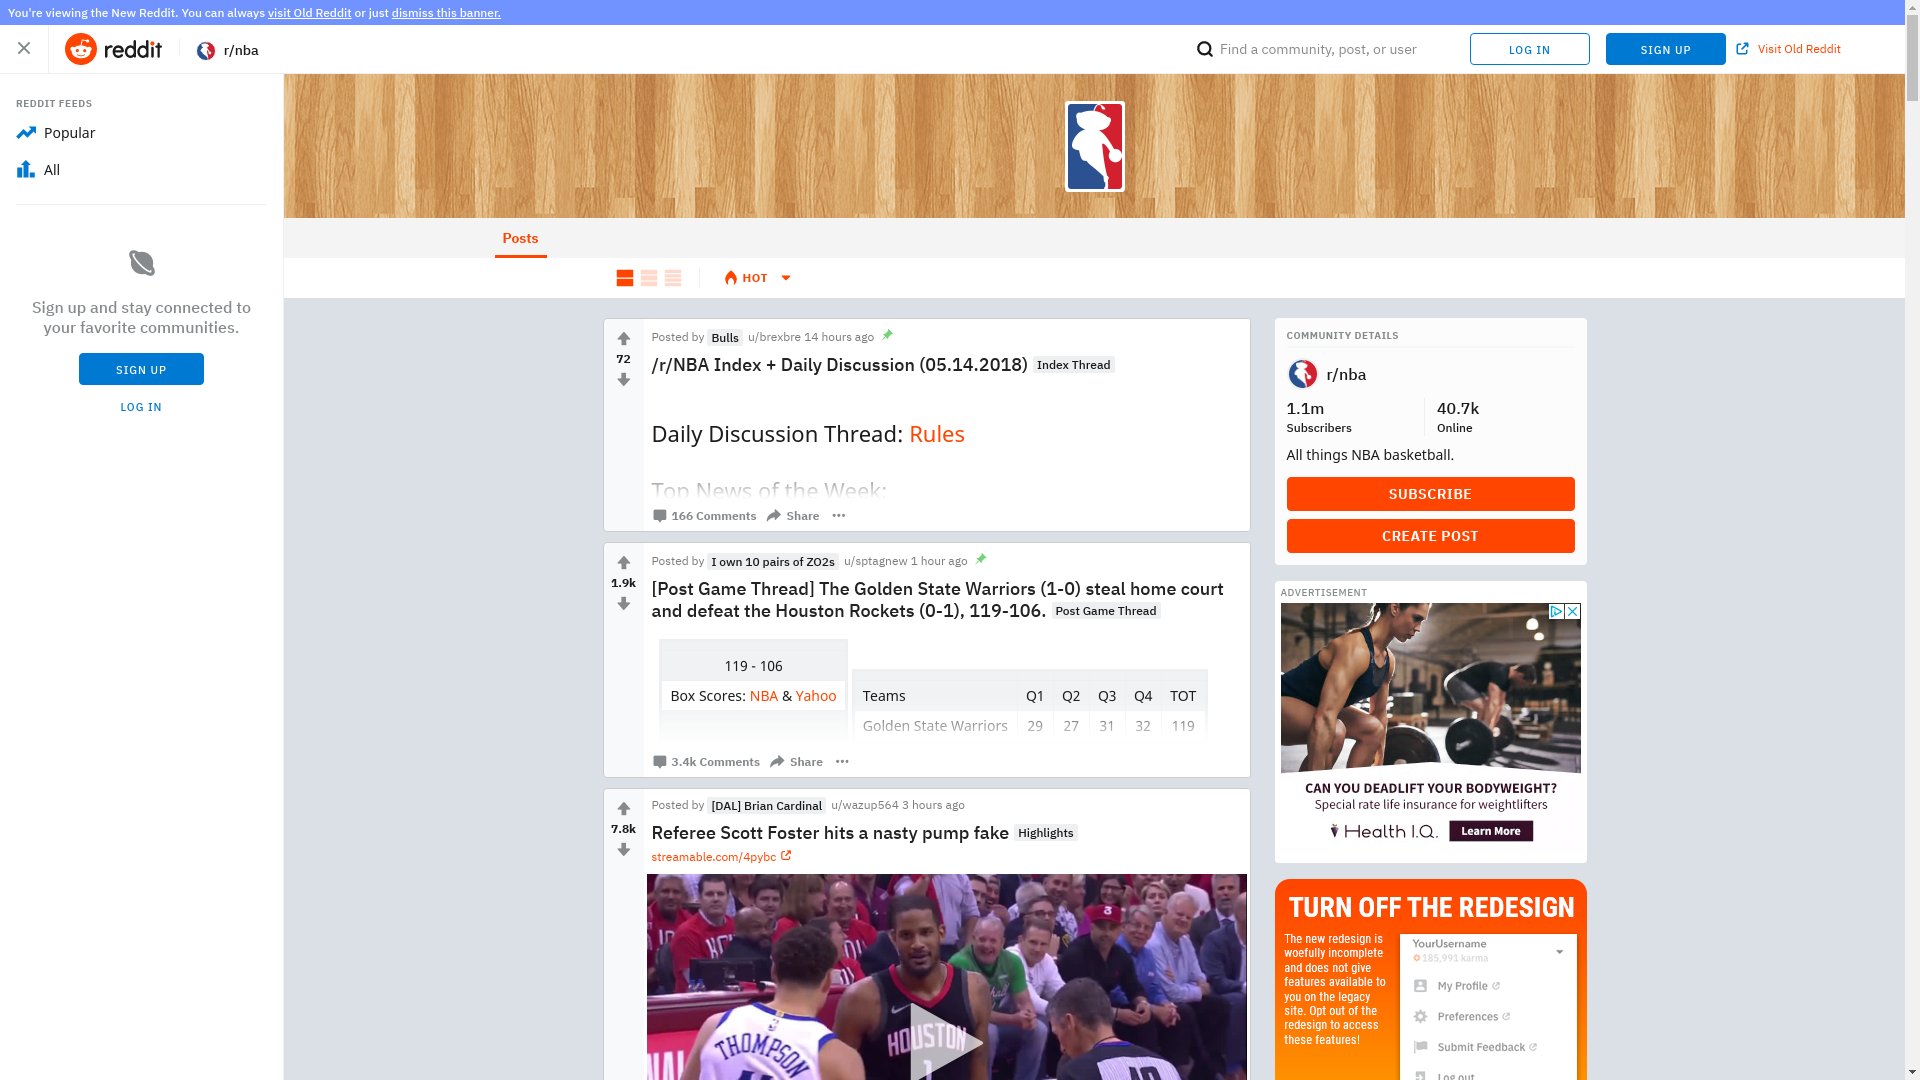 You're viewing the New Reddit. You can always visit Old Reddit or just dismiss this banner.
reddit
r/nba
Find a community, post, or user
LOG IN
SIGN UP
Visit Old Reddit
REDDIT FEEDS
Popular
All
Sign up and stay connected to
your favorite communities.
SIGN UP
LOG IN
Posts
HOT
Posted by Bulls u/brexbre 14 hours ago
72
/r/NBA Index + Daily Discussion (05.14.2018) Index Thread
Daily Discussion Thread: Rules
Top News of the Week:
166 Comments Share
Posted by I own 10 pairs of ZO2s u/sptagnew 1 hour ago
1.9k
[Post Game Thread] The Golden State Warriors (1-0) steal home court
and defeat the Houston Rockets (0-1), 119-106. Post Game Thread
119 - 106
Box Scores: NBA & Yahoo
Teams Q1 Q2 Q3 Q4 TOT
Golden State Warriors 29 27 31 32 119
3.4k Comments Share
Posted by [DAL] Brian Cardinal u/wazup564 3 hours ago
7.8k
Referee Scott Foster hits a nasty pump fake Highlights
streamable.com/4pybc
THOMPSON
HOUSTON
1
COMMUNITY DETAILS
r/nba
1.1m
Subscribers
40.7k
Online
All things NBA basketball.
SUBSCRIBE
CREATE POST
ADVERTISEMENT
CAN YOU DEADLIFT YOUR BODYWEIGHT?
Special rate life insurance for weightlifters
Health I.Q. Learn More
TURN OFF THE REDESIGN
The new redesign is
woefully incomplete
and does not give
features available to
you on the legacy
site. Opt out of the
redesign to access
these features!
YourUsername
185,991 karma
My Profile
Preferences
Submit Feedback
Log out